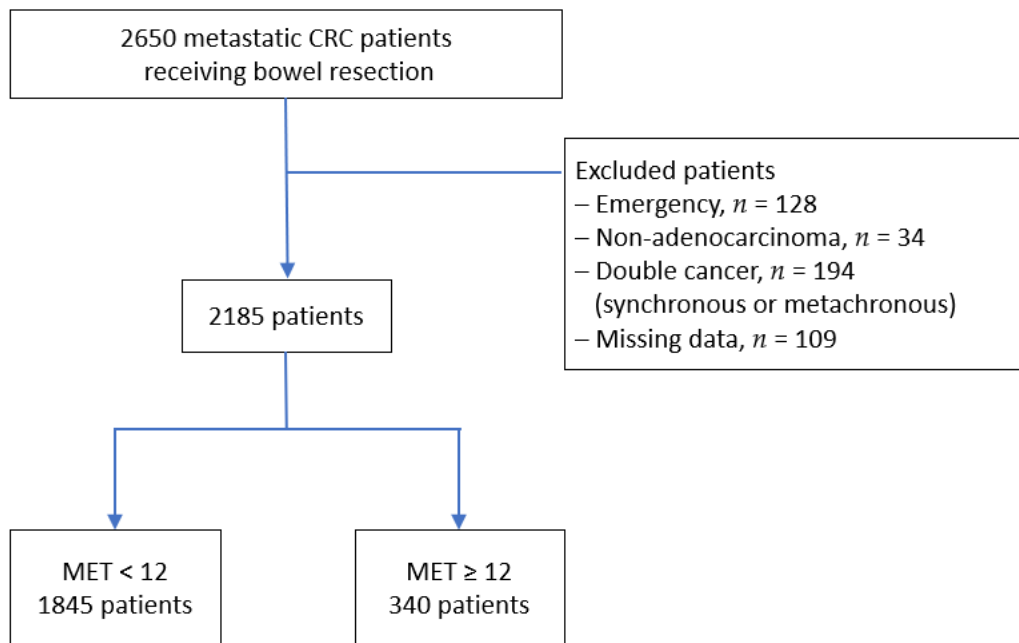 2650 metastatic CRC patients
receiving bowel resection
Excluded patients
– Emergency, n = 128
– Non-adenocarcinoma, n = 34
– Double cancer, n = 194
(synchronous or metachronous)
– Missing data, n = 109
2185 patients
MET < 12
1845 patients
MET ≥ 12
340 patients